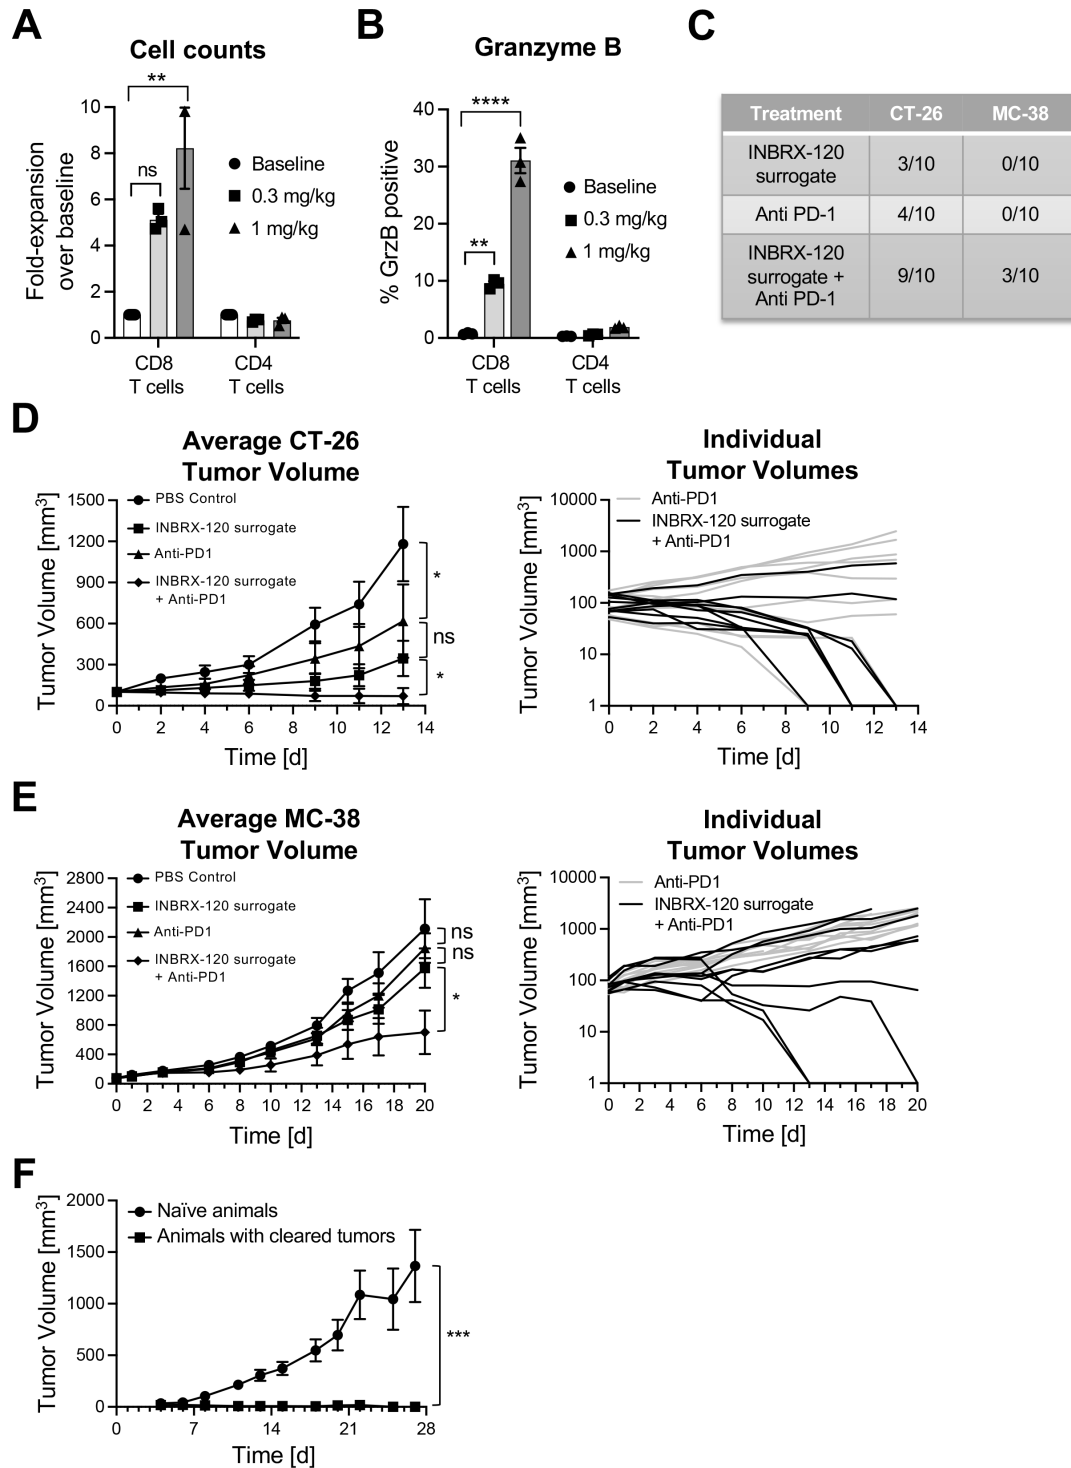 A
Cell counts
**
ns
Fold-expansion
over baseline
10
8
6
4
2
0
Baseline
0.3 mg/kg
1 mg/kg
CD8
T cells
CD4
T cells
B
Granzyme B
****
**
% GrzB positive
40
30
20
10
0
Baseline
0.3 mg/kg
1 mg/kg
CD8
T cells
CD4
T cells
C
Treatment CT-26 MC-38
INBRX-120
surrogate
3/10 0/10
Anti PD-1 4/10 0/10
INBRX-120
surrogate +
Anti PD-1
9/10 3/10
D
Average CT-26
Tumor Volume
Tumor Volume [mm³]
1500
1200
900
600
300
0
PBS Control
INBRX-120 surrogate
Anti-PD1
INBRX-120 surrogate
+ Anti-PD1
*
ns
*
0 2 4 6 8 10 12 14
Time [d]
Individual
Tumor Volumes
Tumor Volume [mm³]
10000
1000
100
10
1
Anti-PD1
INBRX-120 surrogate
+ Anti-PD1
0 2 4 6 8 10 12 14
Time [d]
E
Average MC-38
Tumor Volume
Tumor Volume [mm³]
2800
2400
2000
1600
1200
800
400
0
PBS Control
INBRX-120 surrogate
Anti-PD1
INBRX-120 surrogate
+ Anti-PD1
ns
ns
*
0 2 4 6 8 10 12 14 16 18 20
Time [d]
Individual
Tumor Volumes
Tumor Volume [mm³]
10000
1000
100
10
1
Anti-PD1
INBRX-120 surrogate
+ Anti-PD1
0 2 4 6 8 10 12 14 16 18 20
Time [d]
F
Tumor Volume [mm³]
2000
1500
1000
500
0
Naïve animals
Animals with cleared tumors
***
0 7 14 21 28
Time [d]